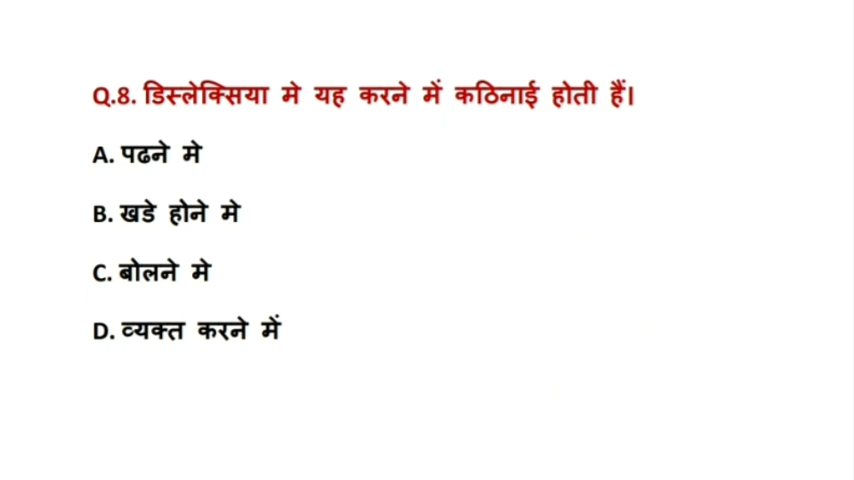 Q.8. डिस्लेक्सिया मे यह करने में कठिनाई होती हैं।
A. पढने मे
B. खडे होने मे
C. बोलने मे
D. व्यक्त करने में